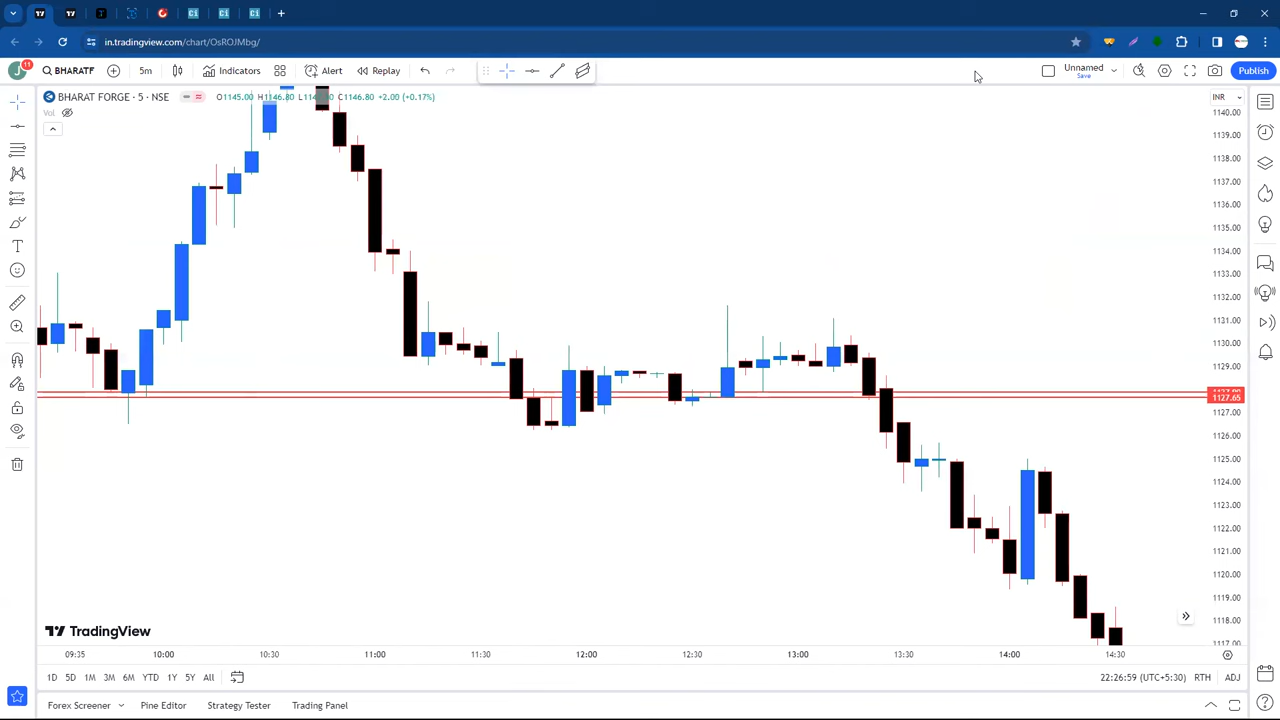 in.tradingview.com/chart/OsROJMbg/
J 11 BHARATF 5m Indicators Alert Replay Unnamed Save Publish
BHARAT FORGE · 5 · NSE O1145.00 H1146.80 C1146.80 +2.00 (+0.17%)
Vol
INR
1140.00
1139.00
1138.00
1137.00
1136.00
1135.00
1134.00
1133.00
1132.00
1131.00
1130.00
1129.00
1127.65
1127.00
1126.00
1125.00
1124.00
1123.00
1122.00
1121.00
1120.00
1119.00
1118.00
1117.00
TradingView
09:35 10:00 10:30 11:00 11:30 12:00 12:30 13:00 13:30 14:00 14:30
1D 5D 1M 3M 6M YTD 1Y 5Y All 22:26:59 (UTC+5:30) RTH ADJ
Forex Screener Pine Editor Strategy Tester Trading Panel